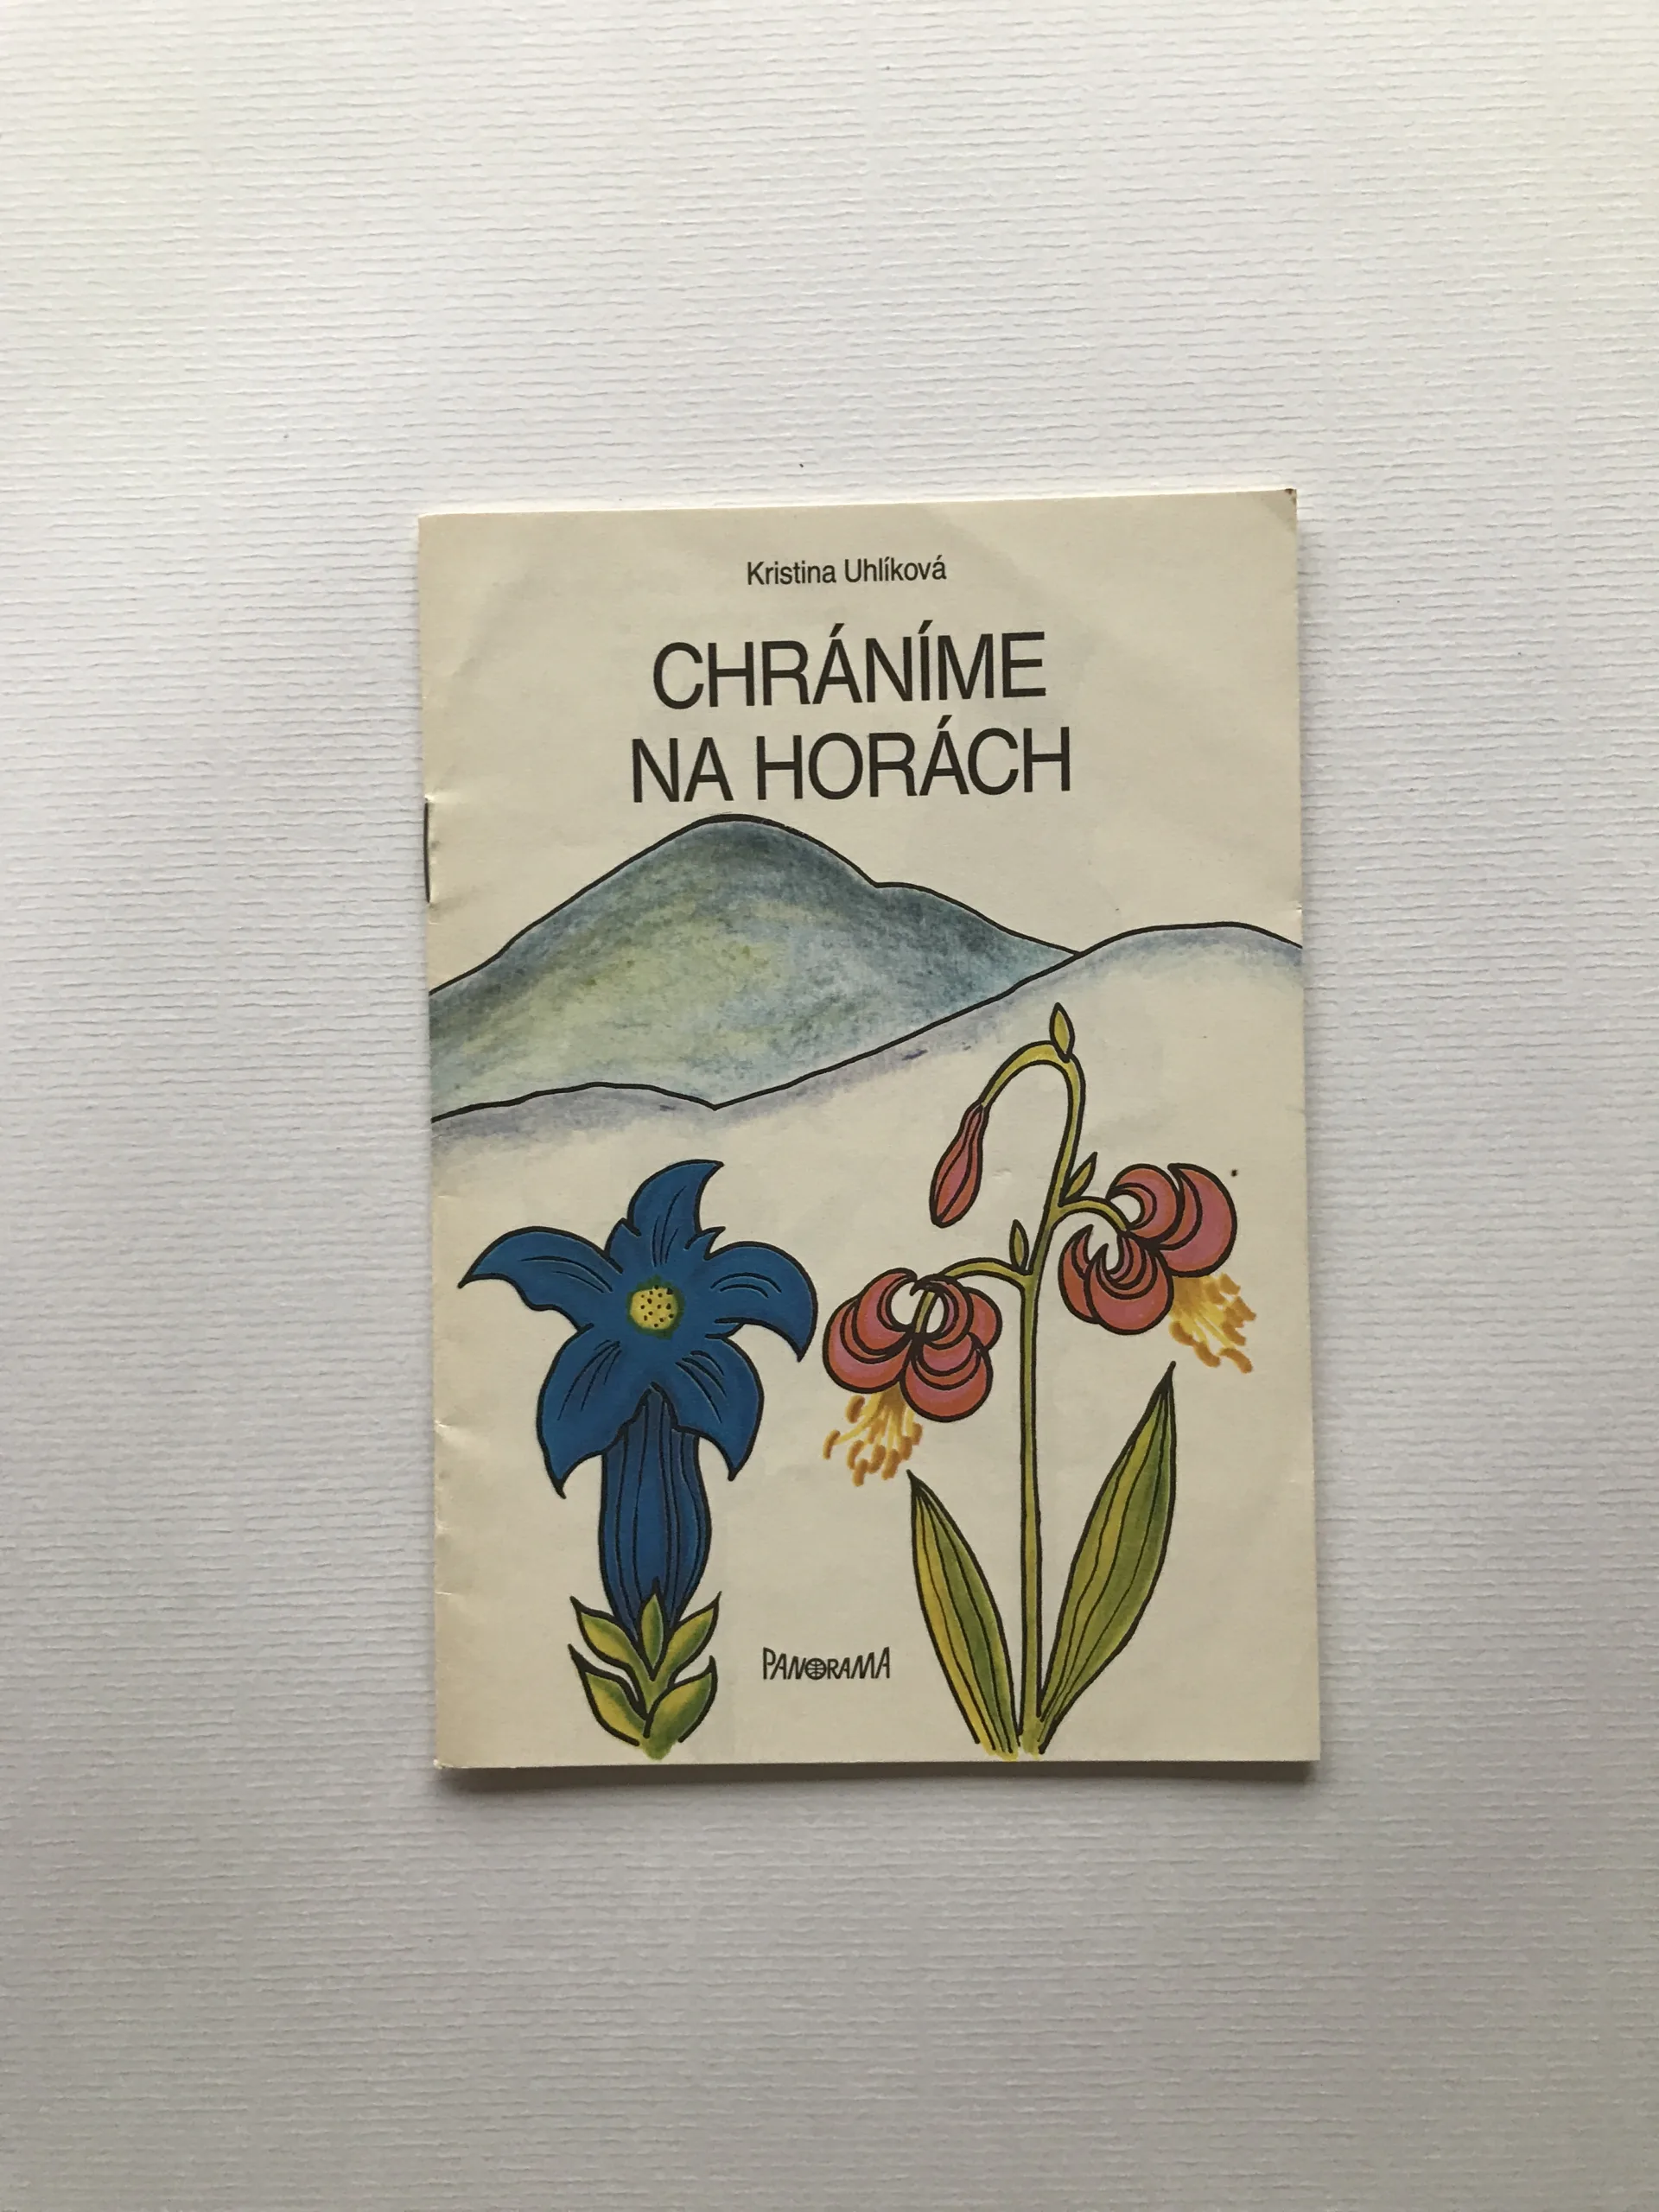 Kristina Uhlíková
CHRÁNÍME
NA HORÁCH
PANORAMA